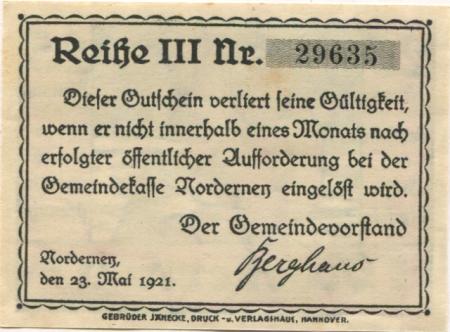 Reihe III Nr. 29635
Dieser Gutschein verliert seine Gültigkeit,
wenn er nicht innerhalb eines Monats nach
erfolgter öffentlicher Aufforderung bei der
Gemeindekasse Norderney eingelöst wird.
Der Gemeindevorstand
Norderney,
den 23. Mai 1921.
Berghaus
GEBRÜDER JÄNECKE, DRUCK- u. VERLAGSHAUS, HANNOVER.